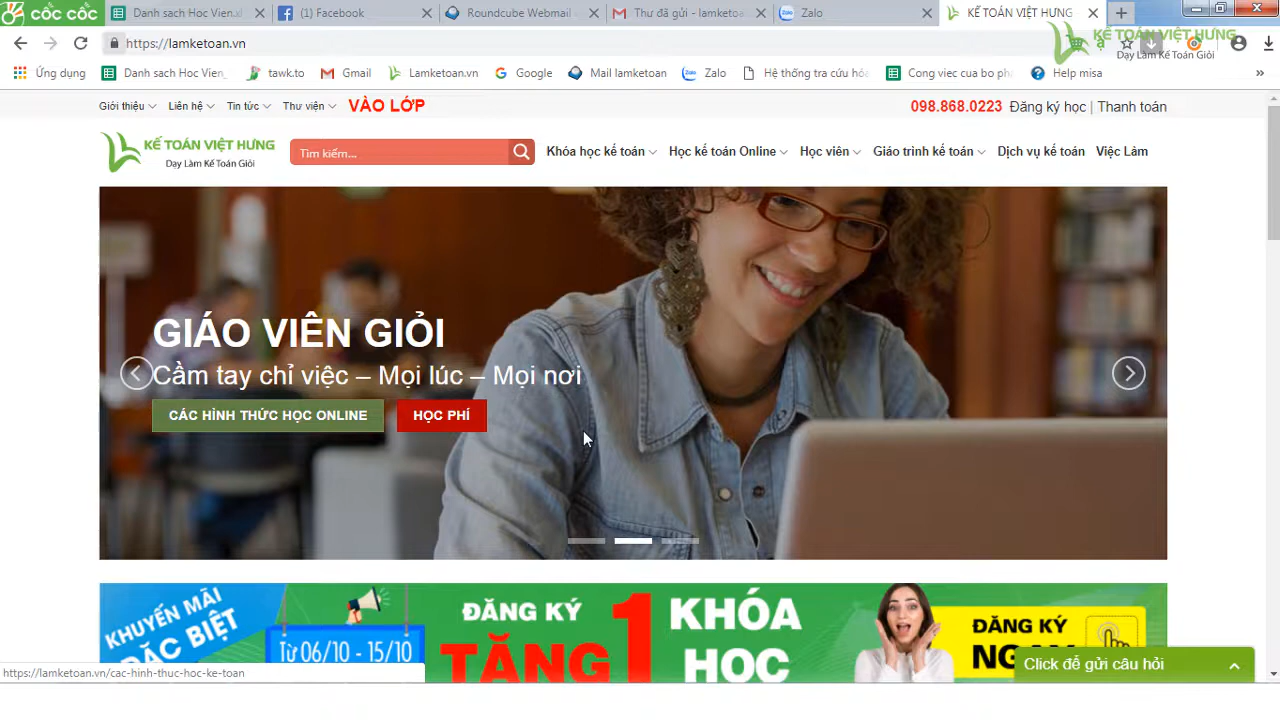 cốc cốc
Danh sach Hoc Vien.xl
(1) Facebook
Roundcube Webmail
Thư đã gửi - lamketoa
Zalo
KẾ TOÁN VIỆT HƯNG
https://lamketoan.vn
KẾ TOÁN VIỆT HƯNG
Dạy Làm Kế Toán Giỏi
Ứng dụng
Danh sach Hoc Vien
tawk.to
Gmail
Lamketoan.vn
Google
Mail lamketoan
Zalo
Hệ thống tra cứu hóa
Cong viec cua bo ph
Help misa
Giới thiệu
Liên hệ
Tin tức
Thư viện
VÀO LỚP
098.868.0223
Đăng ký học | Thanh toán
KẾ TOÁN VIỆT HƯNG
Dạy Làm Kế Toán Giỏi
Tìm kiếm...
Khóa học kế toán
Học kế toán Online
Học viên
Giáo trình kế toán
Dịch vụ kế toán
Việc Làm
GIÁO VIÊN GIỎI
Cầm tay chỉ việc – Mọi lúc – Mọi nơi
CÁC HÌNH THỨC HỌC ONLINE
HỌC PHÍ
KHUYẾN MÃI
ĐẶC BIỆT
Từ 06/10 - 15/10
ĐĂNG KÝ
TẶNG
1
KHÓA
HỌC
ĐĂNG KÝ
Click để gửi câu hỏi
https://lamketoan.vn/cac-hinh-thuc-hoc-ke-toan